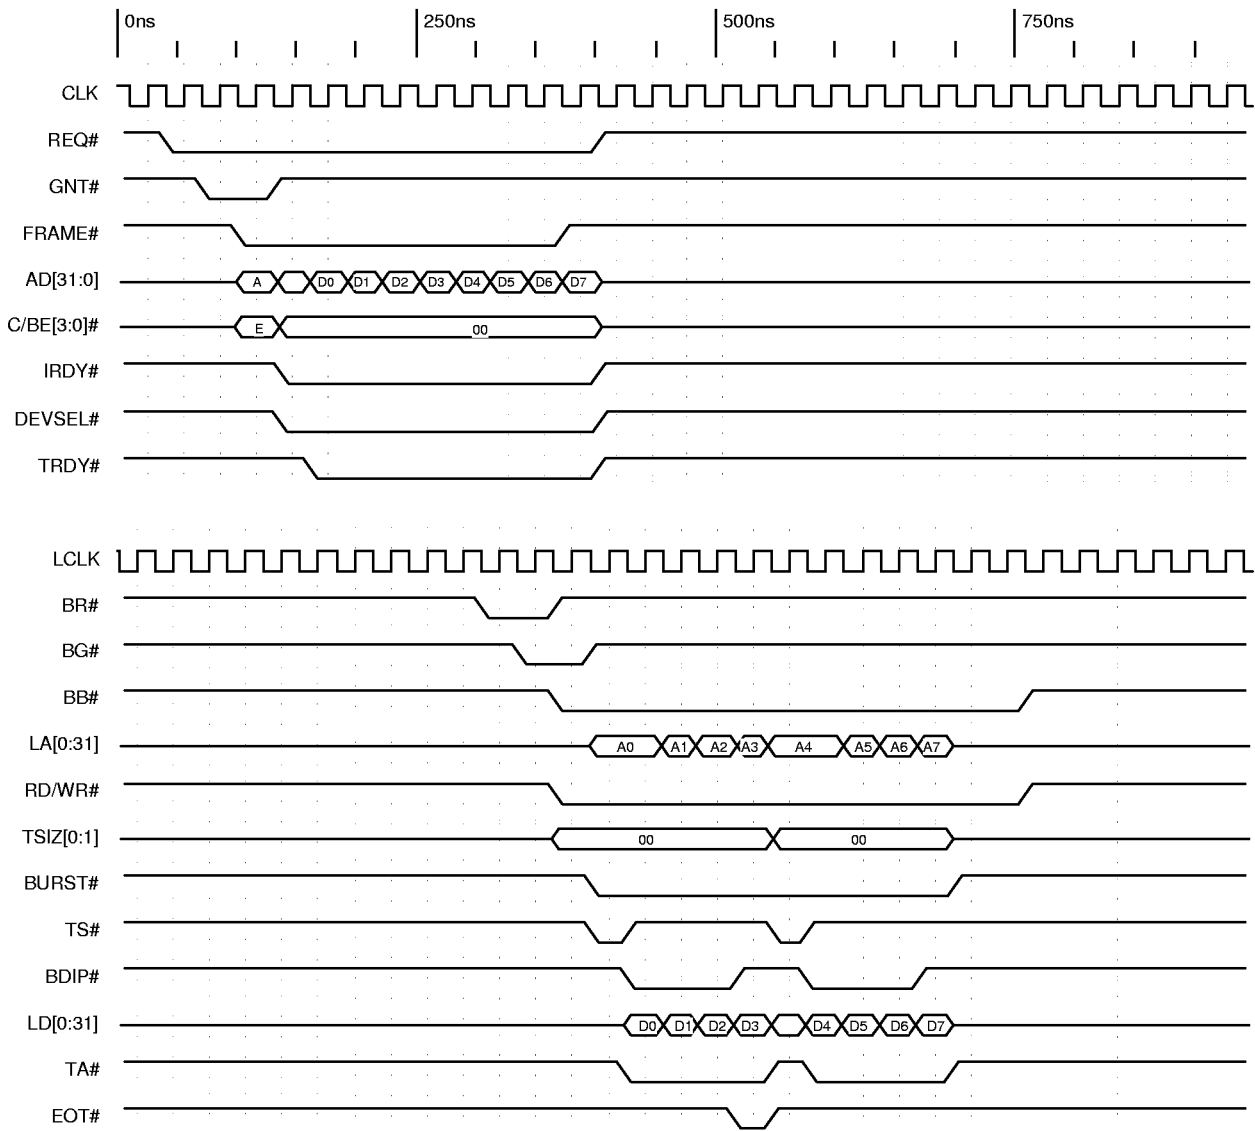 0ns 250ns 500ns 750ns
CLK
REQ#
GNT#
FRAME#
AD[31:0] A D0 D1 D2 D3 D4 D5 D6 D7
C/BE[3:0]# E 00
IRDY#
DEVSEL#
TRDY#
LCLK
BR#
BG#
BB#
LA[0:31] A0 A1 A2 A3 A4 A5 A6 A7
RD/WR#
TSIZ[0:1] 00 00
BURST#
TS#
BDIP#
LD[0:31] D0 D1 D2 D3 D4 D5 D6 D7
TA#
EOT#